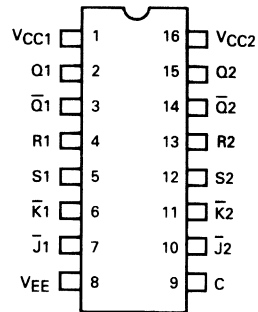 VCC1 1 16 VCC2
Q1 2 15 Q2
Q̅1 3 14 Q̅2
R1 4 13 R2
S1 5 12 S2
K̅1 6 11 K̅2
J̅1 7 10 J̅2
VEE 8 9 C